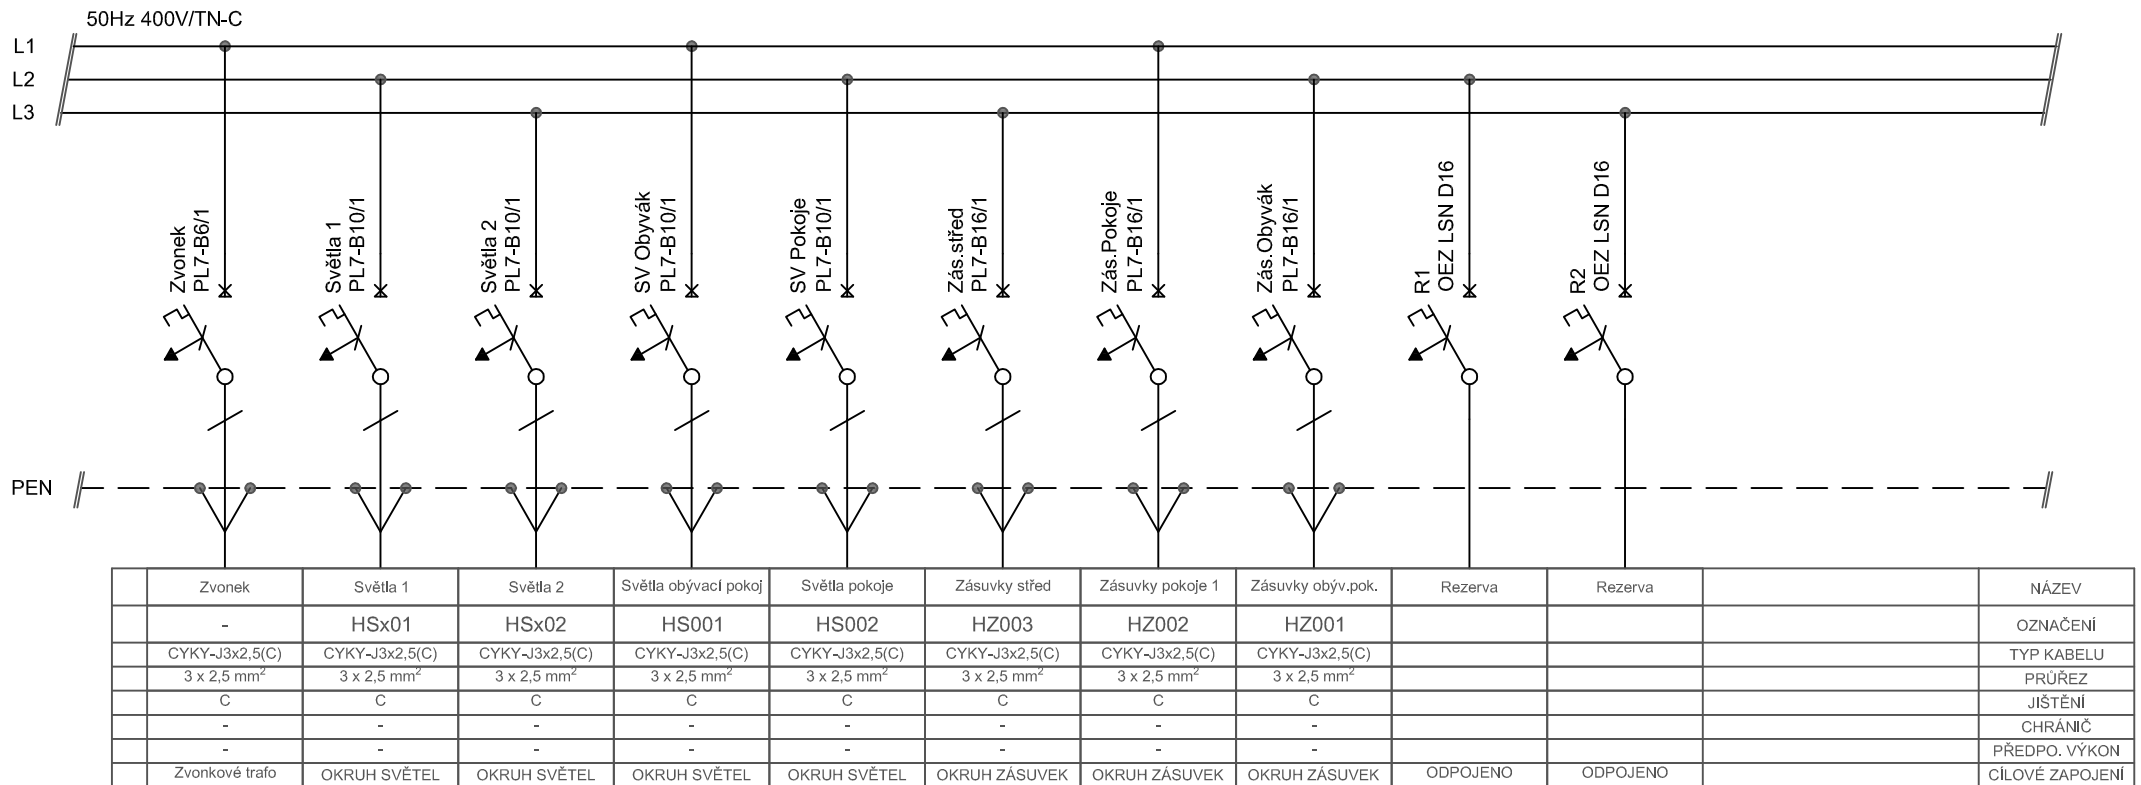 50Hz 400V/TN-C
L1
L2
L3
Zvonek
PL7-B6/1
Světla 1
PL7-B10/1
Světla 2
PL7-B10/1
SV Obyvák
PL7-B10/1
SV Pokoje
PL7-B10/1
Zás.střed
PL7-B16/1
Zás.Pokoje
PL7-B16/1
Zás.Obyvák
PL7-B16/1
R1
OEZ LSN D16
R2
OEZ LSN D16
PEN
Zvonek Světla 1 Světla 2 Světla obývací pokoj Světla pokoje Zásuvky střed Zásuvky pokoje 1 Zásuvky obýv.pok. Rezerva Rezerva NÁZEV
- HSx01 HSx02 HS001 HS002 HZ003 HZ002 HZ001 OZNAČENÍ
CYKY-J3x2,5(C) CYKY-J3x2,5(C) CYKY-J3x2,5(C) CYKY-J3x2,5(C) CYKY-J3x2,5(C) CYKY-J3x2,5(C) CYKY-J3x2,5(C) CYKY-J3x2,5(C) TYP KABELU
3 x 2,5 mm² 3 x 2,5 mm² 3 x 2,5 mm² 3 x 2,5 mm² 3 x 2,5 mm² 3 x 2,5 mm² 3 x 2,5 mm² 3 x 2,5 mm² PRŮŘEZ
C C C C C C C C JIŠTĚNÍ
- - - - - - - - CHRÁNIČ
- - - - - - - - PŘEDPO. VÝKON
Zvonkové trafo OKRUH SVĚTEL OKRUH SVĚTEL OKRUH SVĚTEL OKRUH SVĚTEL OKRUH ZÁSUVEK OKRUH ZÁSUVEK OKRUH ZÁSUVEK ODPOJENO ODPOJENO CÍLOVÉ ZAPOJENÍ